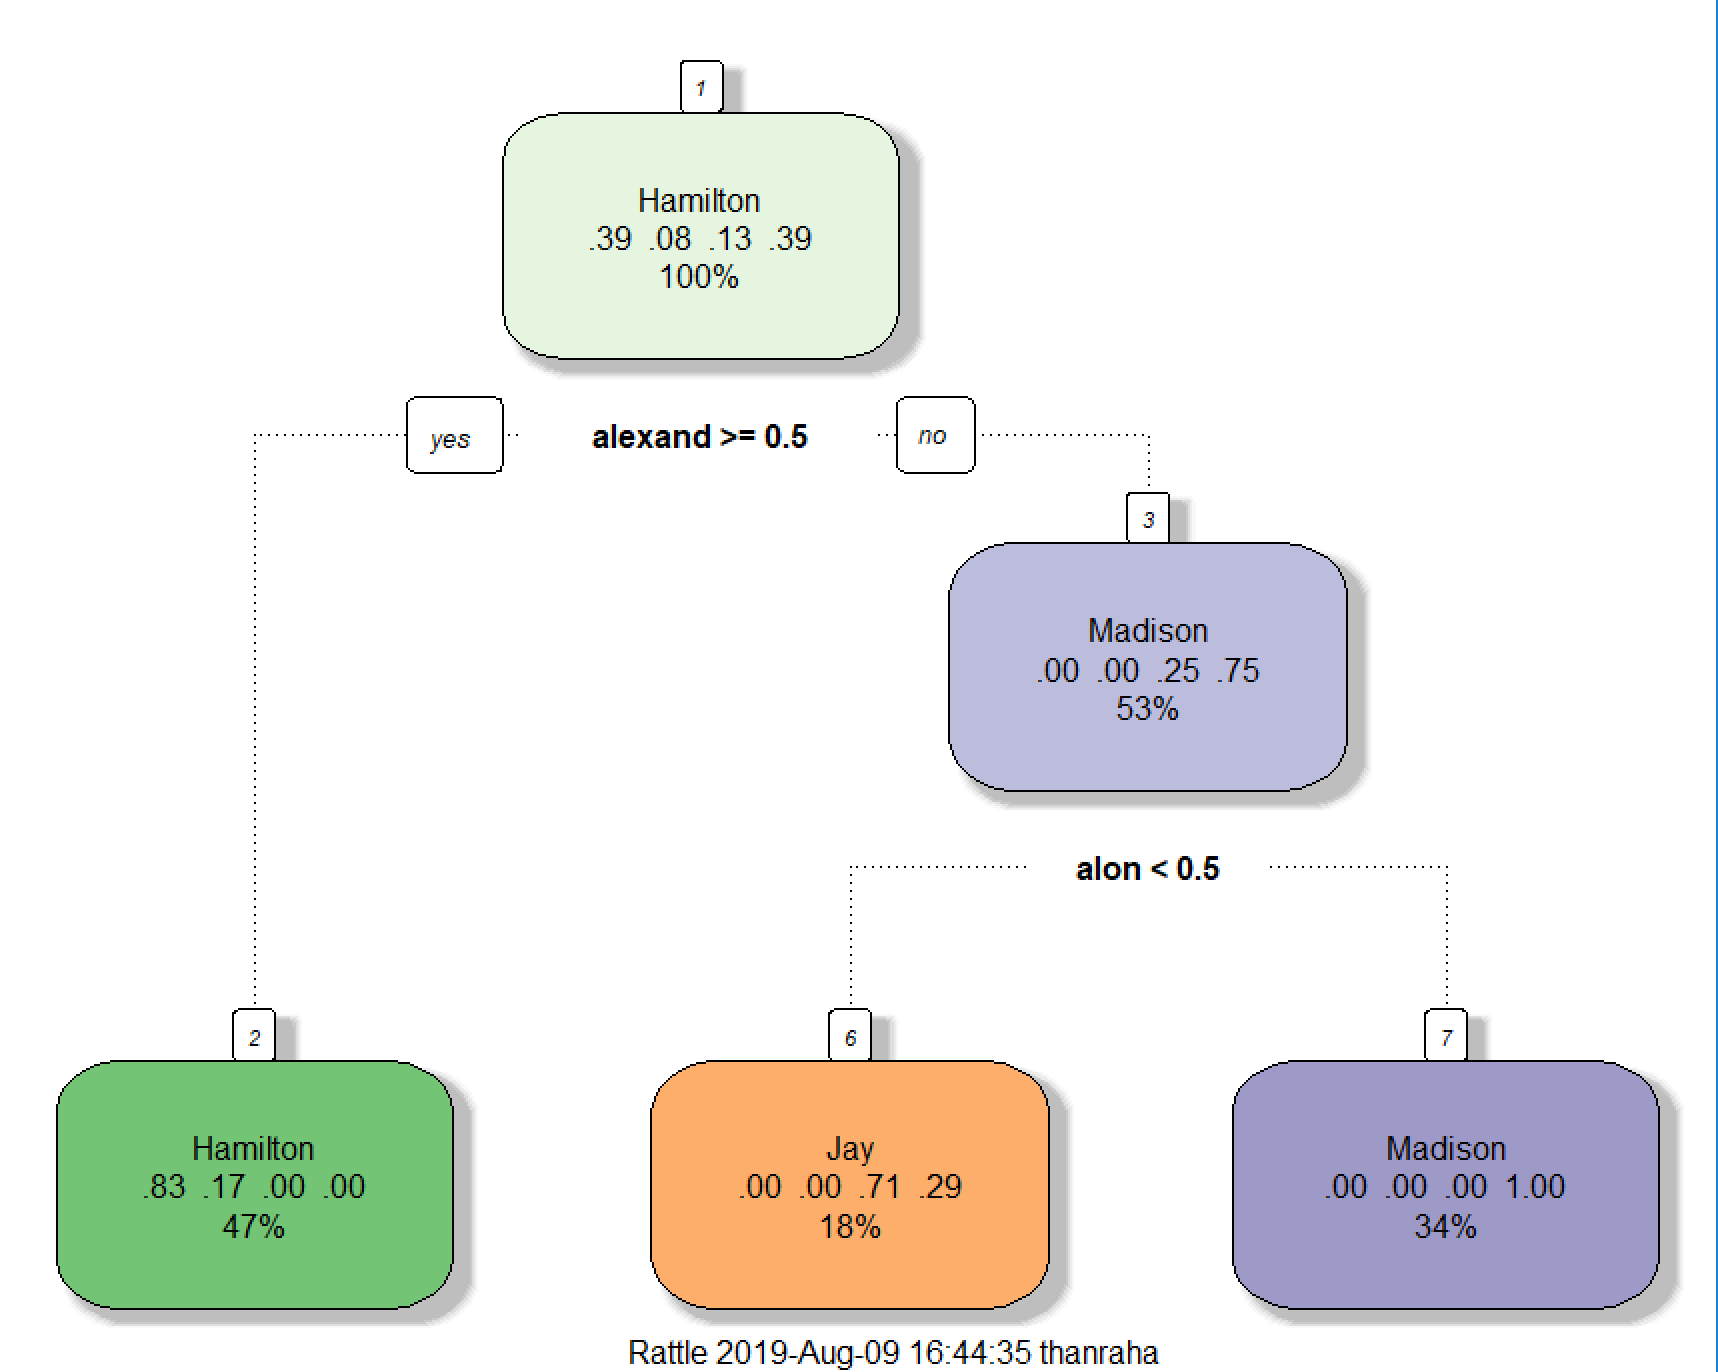 1
Hamilton
.39 .08 .13 .39
100%
yes
alexand >= 0.5
no
3
Madison
.00 .00 .25 .75
53%
alon < 0.5
2
Hamilton
.83 .17 .00 .00
47%
6
Jay
.00 .00 .71 .29
18%
7
Madison
.00 .00 .00 1.00
34%
Rattle 2019-Aug-09 16:44:35 thanraha